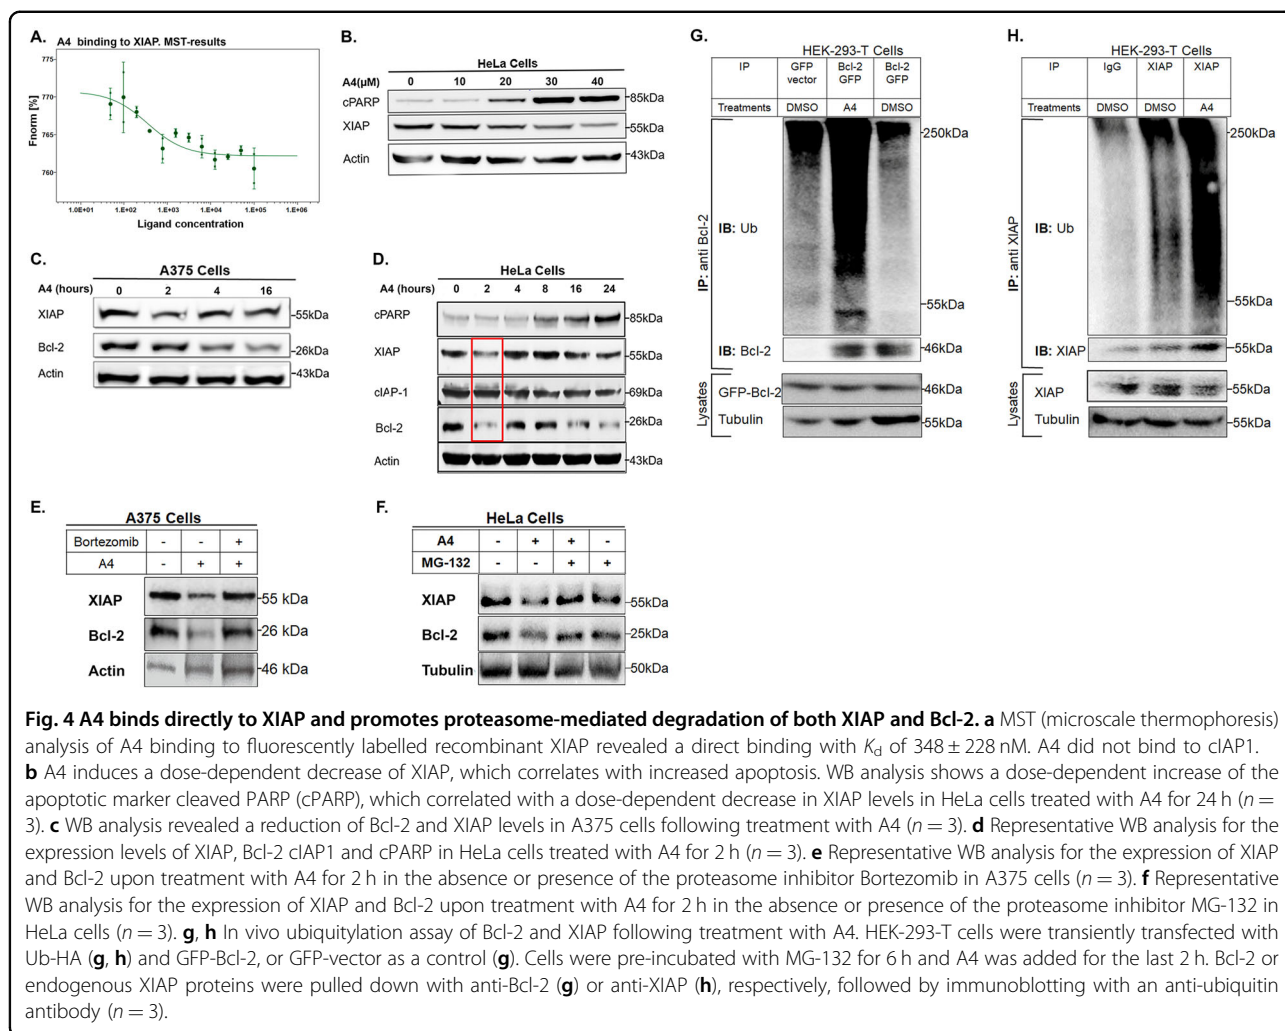 A. A4 binding to XIAP. MST-results
775
770
765
760
Fnorm [%]
1.0E+01 1.E+02 1.E+03 1.E+04 1.E+05 1.0E+06
Ligand concentration
B.
HeLa Cells
A4(µM) 0 10 20 30 40
cPARP 85kDa
XIAP 55kDa
Actin 43kDa
C.
A375 Cells
A4 (hours) 0 2 4 16
XIAP 55kDa
Bcl-2 26kDa
Actin 43kDa
D.
HeLa Cells
A4 (hours) 0 2 4 8 16 24
cPARP 85kDa
XIAP 55kDa
cIAP-1 69kDa
Bcl-2 26kDa
Actin 43kDa
E.
A375 Cells
Bortezomib - - +
A4 - + +
XIAP 55 kDa
Bcl-2 26 kDa
Actin 46 kDa
F.
HeLa Cells
A4 - + + -
MG-132 - - + +
XIAP 55kDa
Bcl-2 25kDa
Tubulin 50kDa
G.
HEK-293-T Cells
IP GFP vector Bcl-2 GFP Bcl-2 GFP
Treatments DMSO A4 DMSO
250kDa
IP: anti Bcl-2
IB: Ub
55kDa
IB: Bcl-2 46kDa
Lysates
GFP-Bcl-2 46kDa
Tubulin 55kDa
H.
HEK-293-T Cells
IP IgG XIAP XIAP
Treatments DMSO DMSO A4
250kDa
IP: anti XIAP
IB: Ub
55kDa
IB: XIAP 55kDa
Lysates
XIAP 55kDa
Tubulin 55kDa
Fig. 4 A4 binds directly to XIAP and promotes proteasome-mediated degradation of both XIAP and Bcl-2. a MST (microscale thermophoresis)
analysis of A4 binding to fluorescently labelled recombinant XIAP revealed a direct binding with Kd of 348 ± 228 nM. A4 did not bind to cIAP1.
b A4 induces a dose-dependent decrease of XIAP, which correlates with increased apoptosis. WB analysis shows a dose-dependent increase of the
apoptotic marker cleaved PARP (cPARP), which correlated with a dose-dependent decrease in XIAP levels in HeLa cells treated with A4 for 24 h (n =
3). c WB analysis revealed a reduction of Bcl-2 and XIAP levels in A375 cells following treatment with A4 (n = 3). d Representative WB analysis for the
expression levels of XIAP, Bcl-2 cIAP1 and cPARP in HeLa cells treated with A4 for 2 h (n = 3). e Representative WB analysis for the expression of XIAP
and Bcl-2 upon treatment with A4 for 2 h in the absence or presence of the proteasome inhibitor Bortezomib in A375 cells (n = 3). f Representative
WB analysis for the expression of XIAP and Bcl-2 upon treatment with A4 for 2 h in the absence or presence of the proteasome inhibitor MG-132 in
HeLa cells (n = 3). g, h In vivo ubiquitylation assay of Bcl-2 and XIAP following treatment with A4. HEK-293-T cells were transiently transfected with
Ub-HA (g, h) and GFP-Bcl-2, or GFP-vector as a control (g). Cells were pre-incubated with MG-132 for 6 h and A4 was added for the last 2 h. Bcl-2 or
endogenous XIAP proteins were pulled down with anti-Bcl-2 (g) or anti-XIAP (h), respectively, followed by immunoblotting with an anti-ubiquitin
antibody (n = 3).